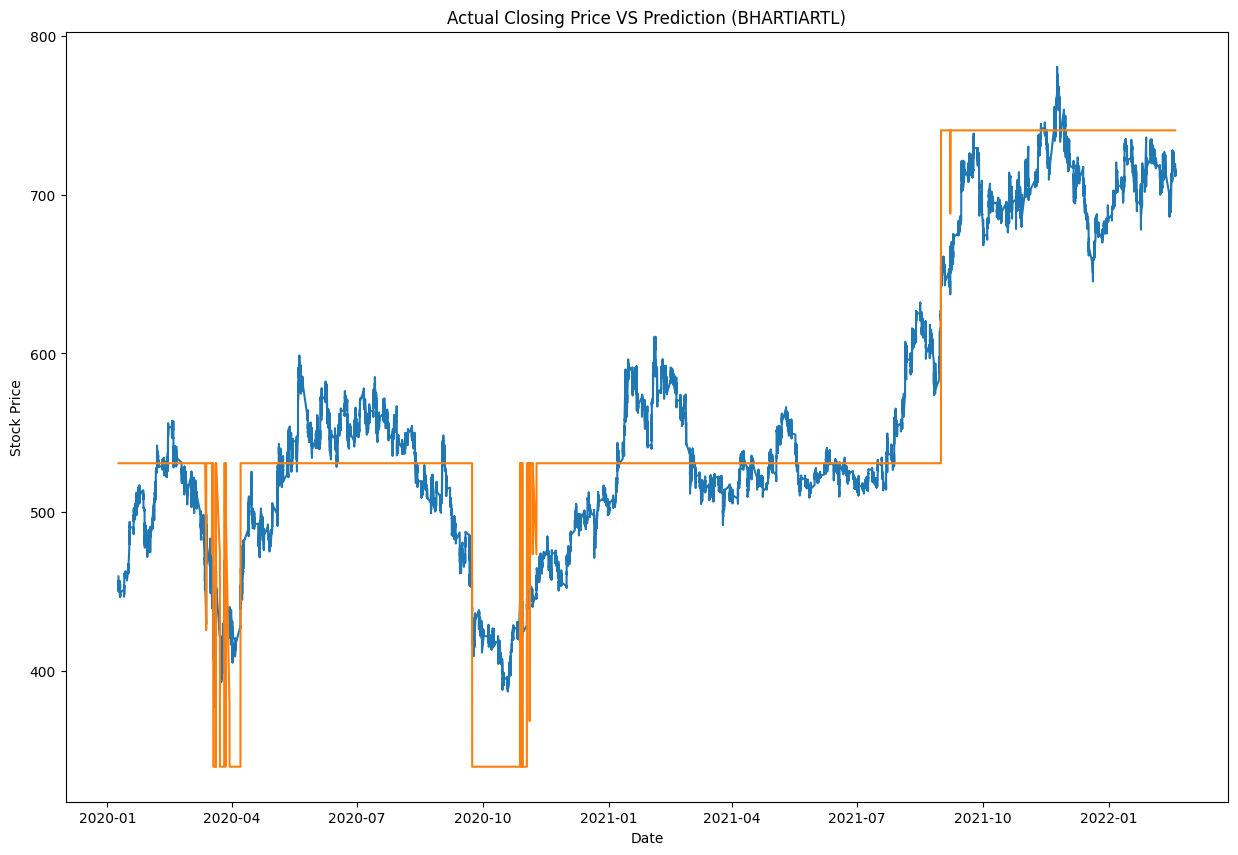 Actual Closing Price VS Prediction (BHARTIARTL)
800
700
600
500
400
Stock Price
2020-01 2020-04 2020-07 2020-10 2021-01 2021-04 2021-07 2021-10 2022-01
Date